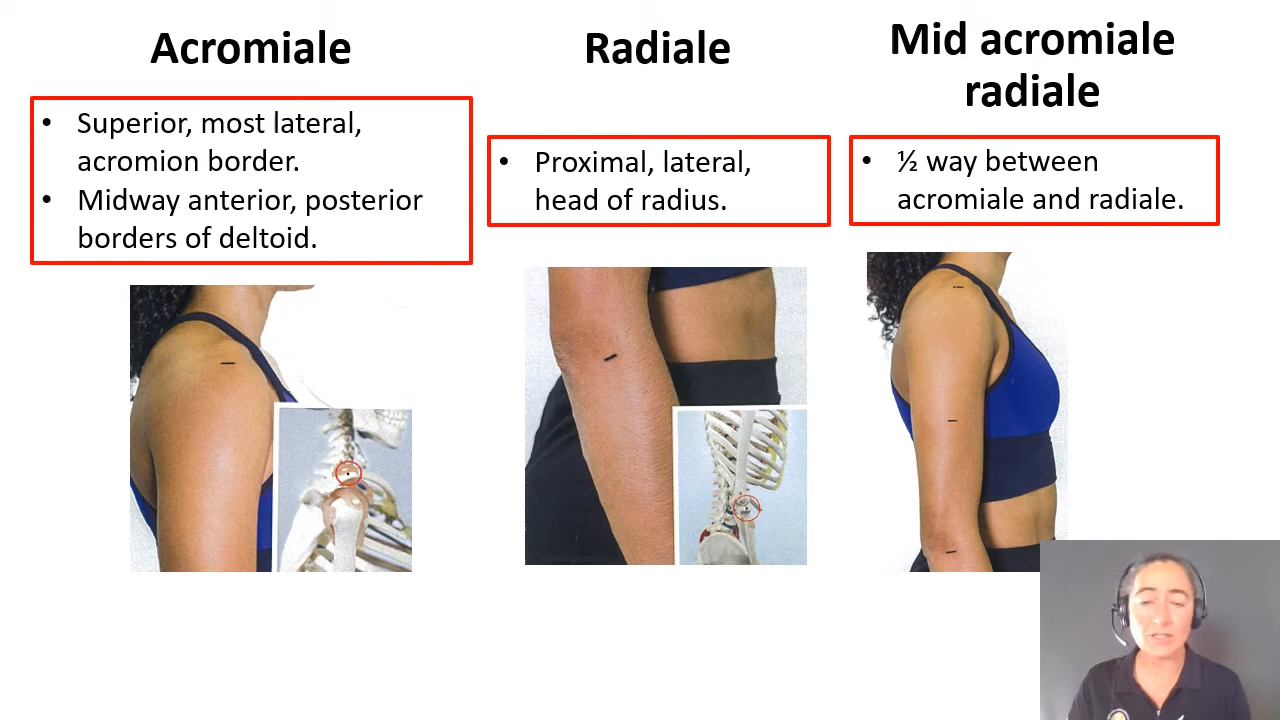 Acromiale
• Superior, most lateral,
acromion border.
• Midway anterior, posterior
borders of deltoid.
Radiale
• Proximal, lateral,
head of radius.
Mid acromiale
radiale
• ½ way between
acromiale and radiale.